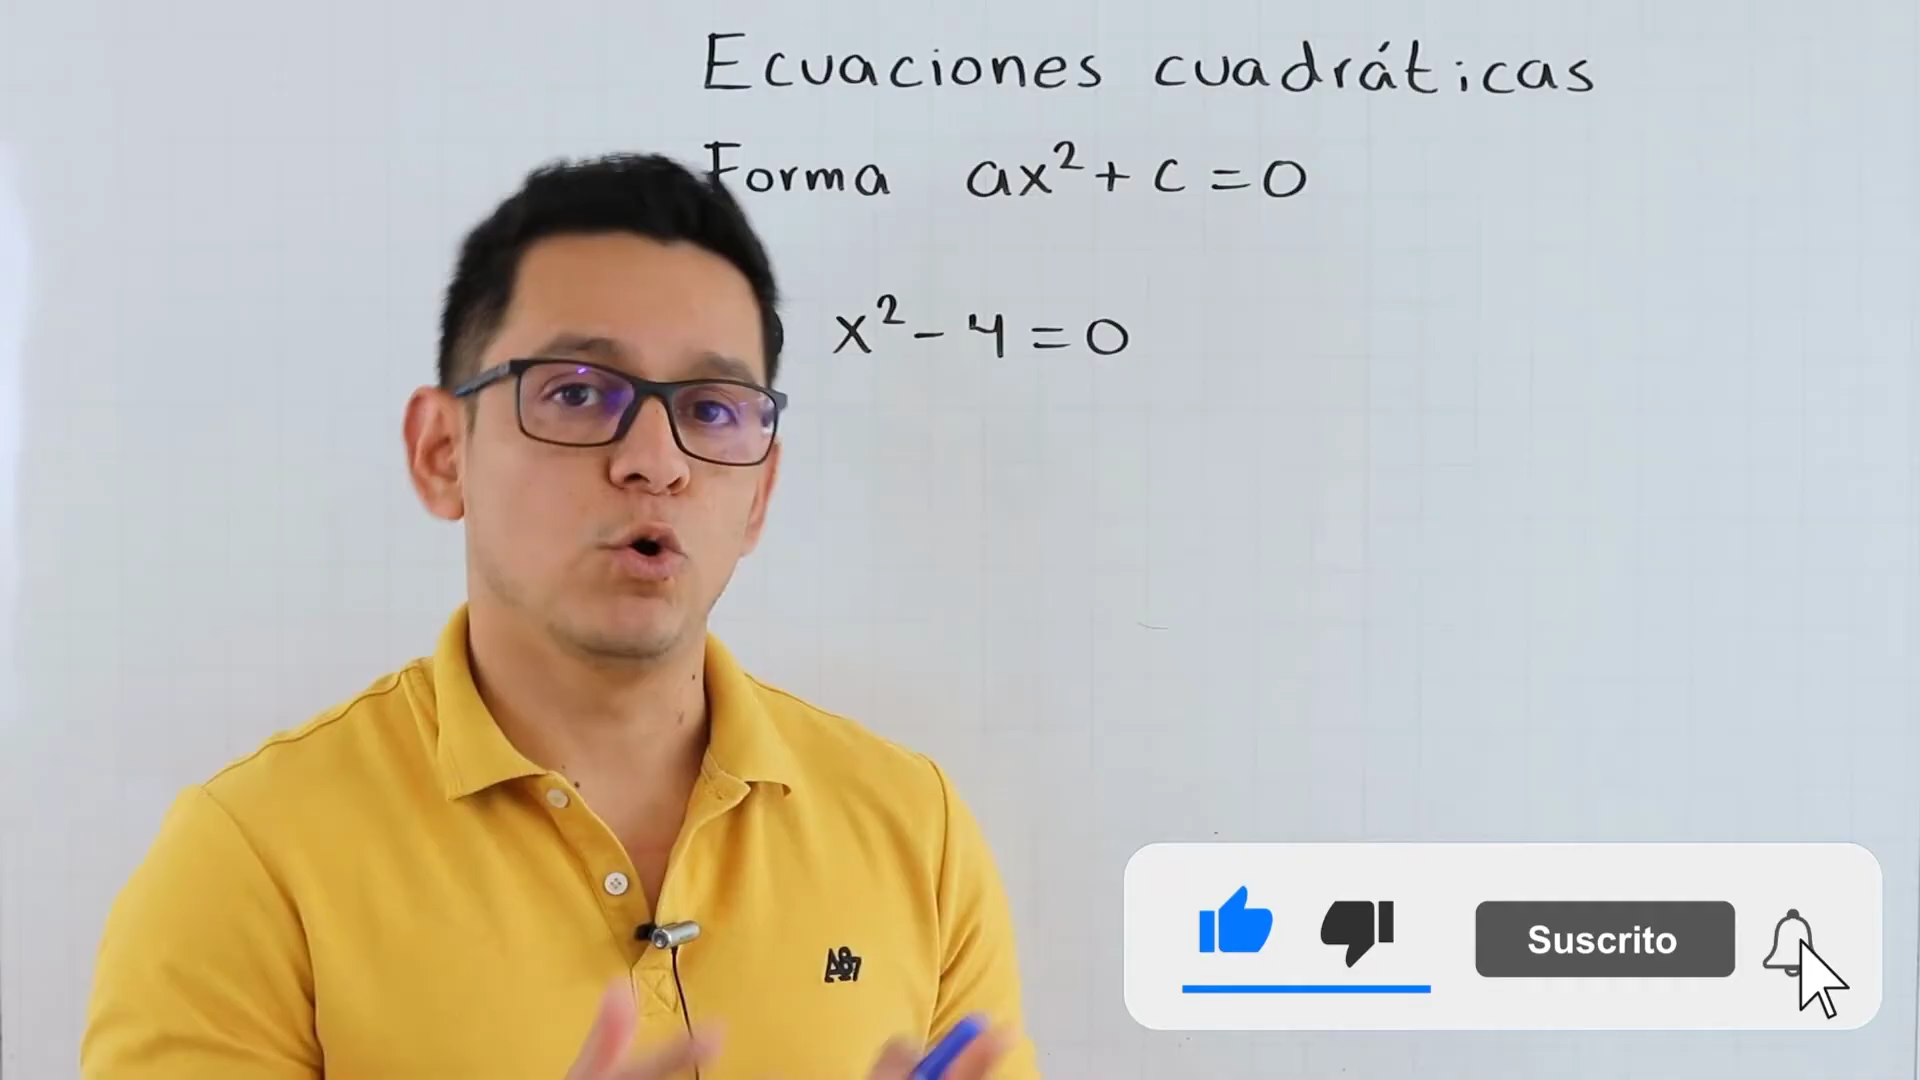 Ecuaciones cuadráticas
Forma ax² + c = 0
x² - 4 = 0
Suscrito